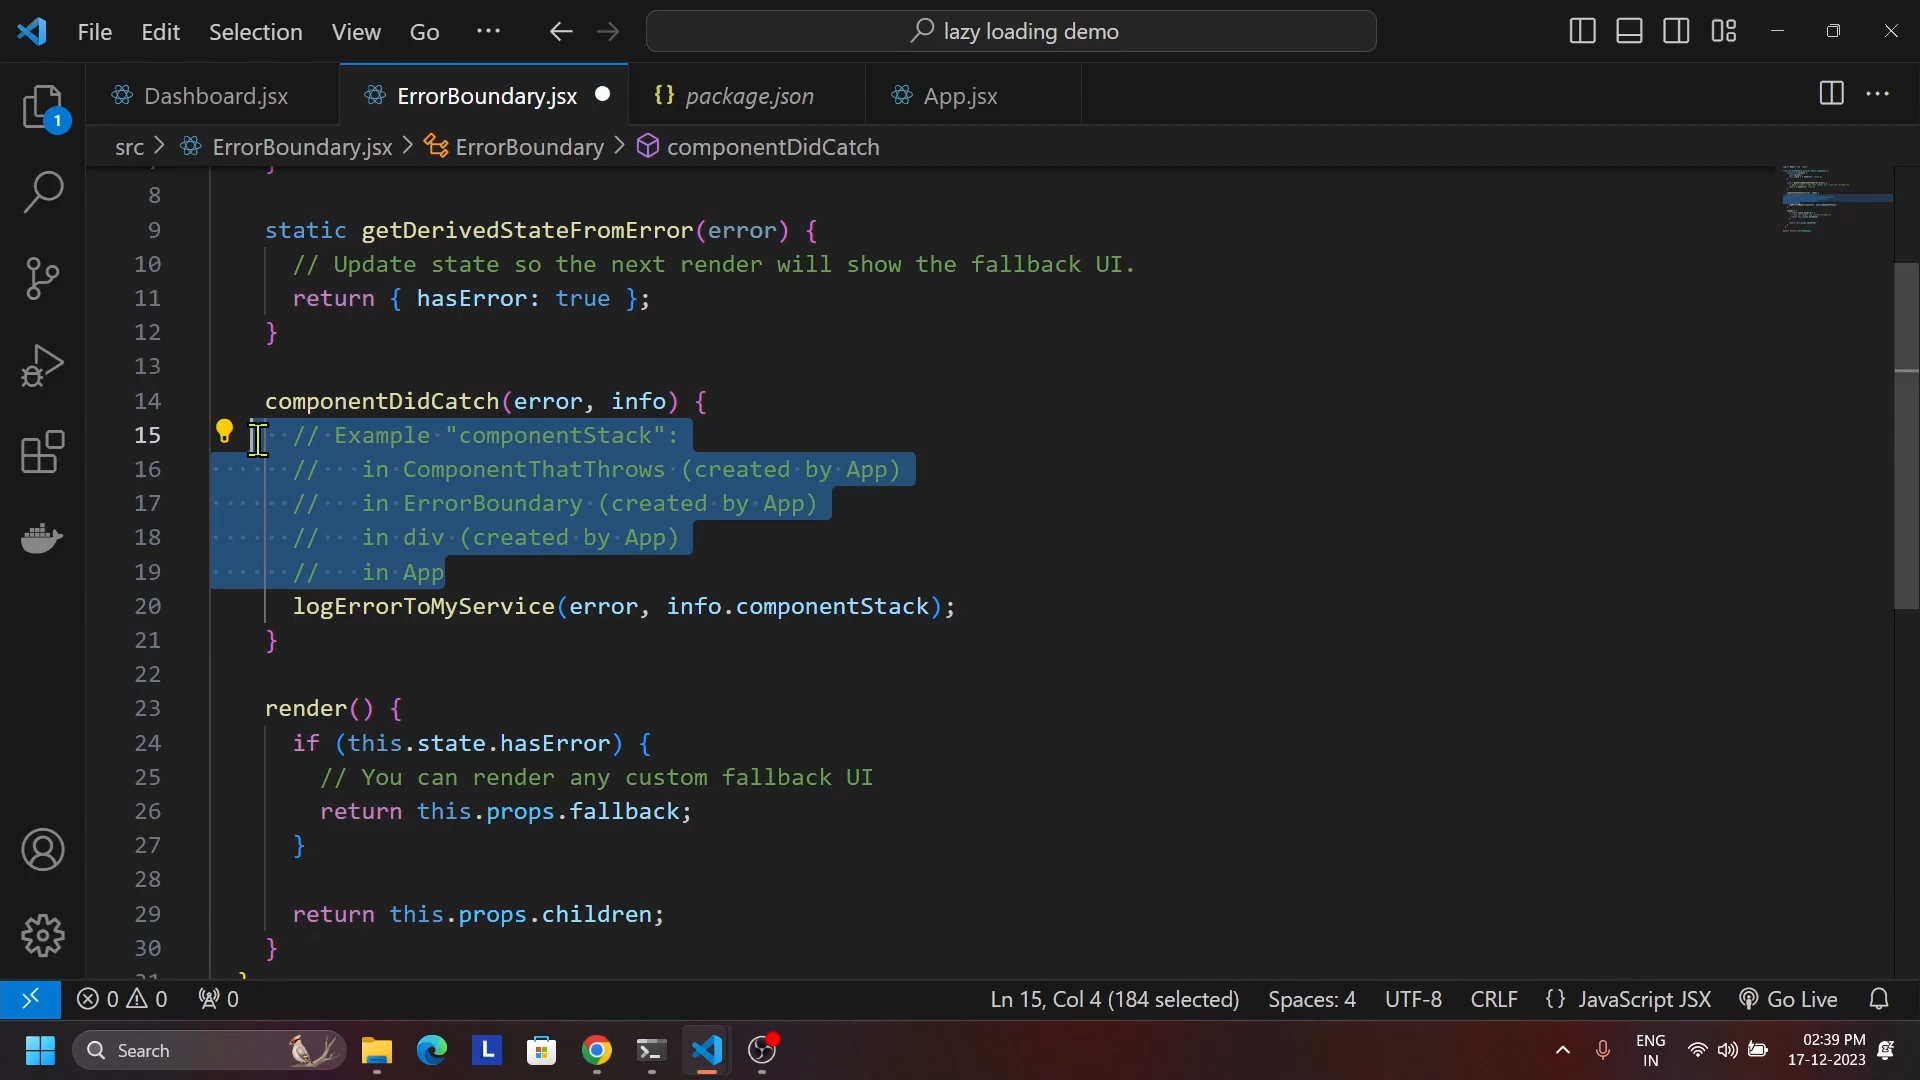 File Edit Selection View Go ··· lazy loading demo
Dashboard.jsx ErrorBoundary.jsx {} package.json App.jsx ···
1
src > ErrorBoundary.jsx > ErrorBoundary > componentDidCatch
8
9 static getDerivedStateFromError(error) {
10 // Update state so the next render will show the fallback UI.
11 return { hasError: true };
12 }
13
14 componentDidCatch(error, info) {
15 // Example "componentStack":
16 // in ComponentThatThrows (created by App)
17 // in ErrorBoundary (created by App)
18 // in div (created by App)
19 // in App
20 logErrorToMyService(error, info.componentStack);
21 }
22
23 render() {
24 if (this.state.hasError) {
25 // You can render any custom fallback UI
26 return this.props.fallback;
27 }
28
29 return this.props.children;
30 }
31 }
0 0 0 Ln 15, Col 4 (184 selected) Spaces: 4 UTF-8 CRLF {} JavaScript JSX Go Live
Search L ENG 02:39 PM
IN 17-12-2023